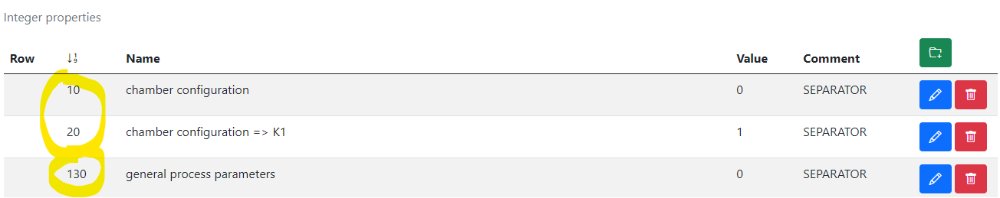 Integer properties
Row Name Value Comment
10 chamber configuration 0 SEPARATOR
20 chamber configuration => K1 1 SEPARATOR
130 general process parameters 0 SEPARATOR